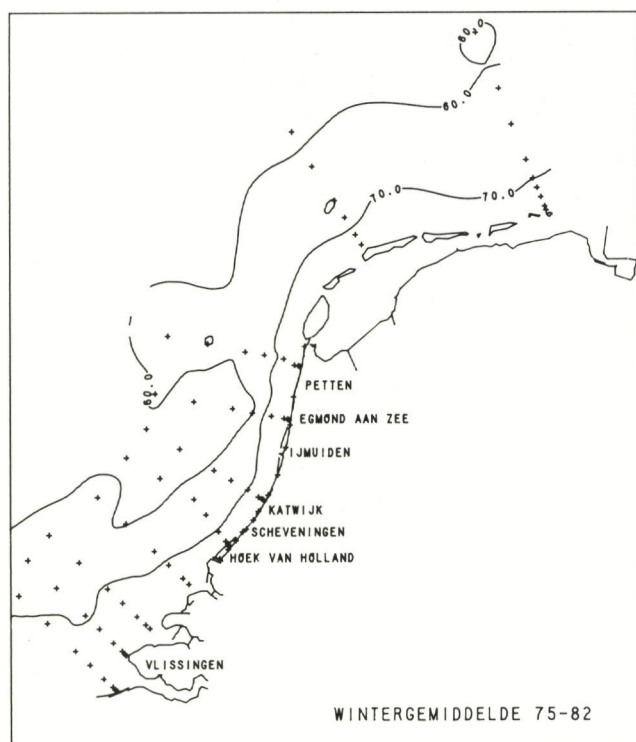 60.0
60.0
70.0
70.0
60.0
PETTEN
EGMOND AAN ZEE
IJMUIDEN
KATWIJK
SCHEVENINGEN
HOEK VAN HOLLAND
VLISSINGEN
WINTERGEMIDDELDE 75-82